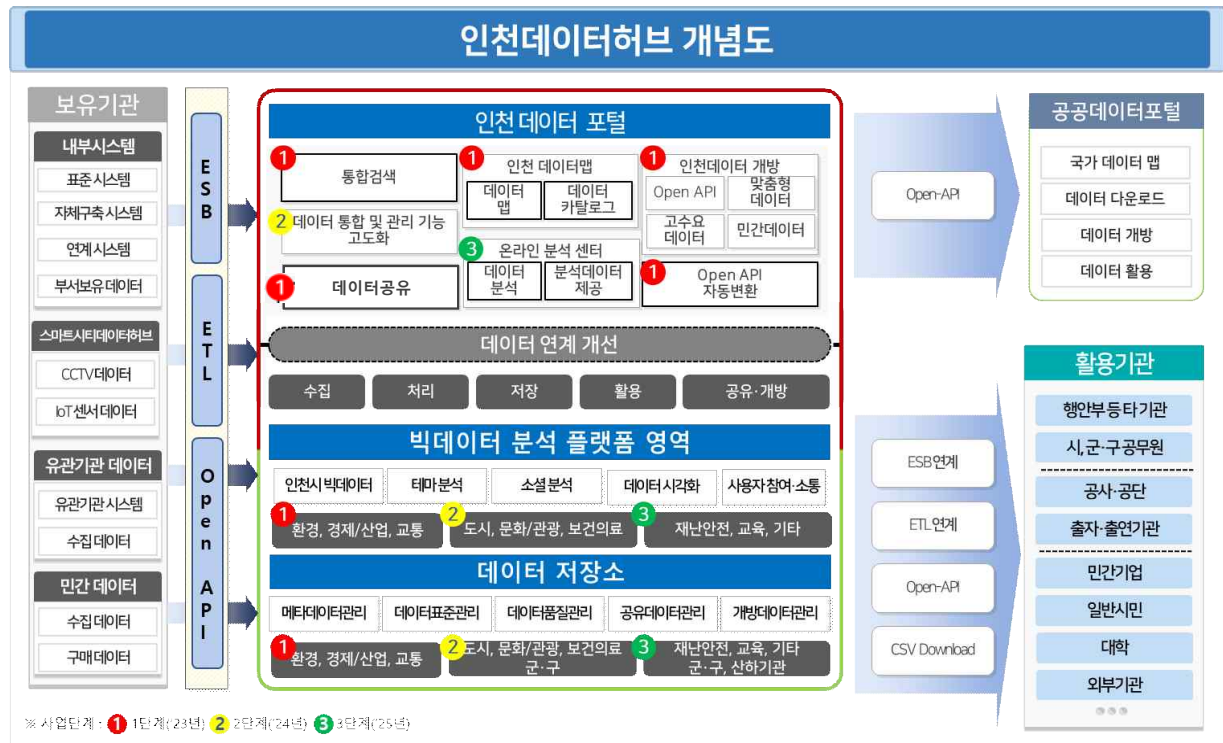 인천데이터허브 개념도
보유기관
내부시스템
표준시스템
자체구축시스템
연계시스템
부서보유데이터
스마트시티데이터허브
CCTV데이터
IoT센서데이터
유관기관 데이터
유관기관시스템
수집데이터
민간 데이터
수집데이터
구매데이터
ESB
ETL
Open API
인천 데이터 포털
1
통합검색
2
데이터 통합 및 관리 기능
고도화
1
데이터공유
1
인천 데이터맵
데이터
맵
데이터
카탈로그
3
온라인 분석 센터
데이터
분석
분석데이터
제공
1
인천데이터 개방
Open API
맞춤형
데이터
고수요
데이터
민간데이터
1
Open API
자동변환
데이터 연계 개선
수집
처리
저장
활용
공유·개방
빅데이터 분석 플랫폼 영역
인천시빅데이터
테마분석
소셜분석
데이터시각화
사용자참여·소통
1
환경, 경제/산업, 교통
2
도시, 문화/관광, 보건의료
3
재난안전, 교육, 기타
데이터 저장소
메타데이터관리
데이터표준관리
데이터품질관리
공유데이터관리
개방데이터관리
1
환경, 경제/산업, 교통
2
도시, 문화/관광, 보건의료
군·구
3
재난안전, 교육, 기타
군·구, 산하기관
Open-API
ESB연계
ETL연계
Open-API
CSV Download
공공데이터포털
국가 데이터 맵
데이터 다운로드
데이터 개방
데이터 활용
활용기관
행안부등타기관
시,군·구공무원
공사·공단
출자·출연기관
민간기업
일반시민
대학
외부기관
※ 사업단계 : 1 1단계('23년) 2 2단계('24년) 3 3단계('25년)